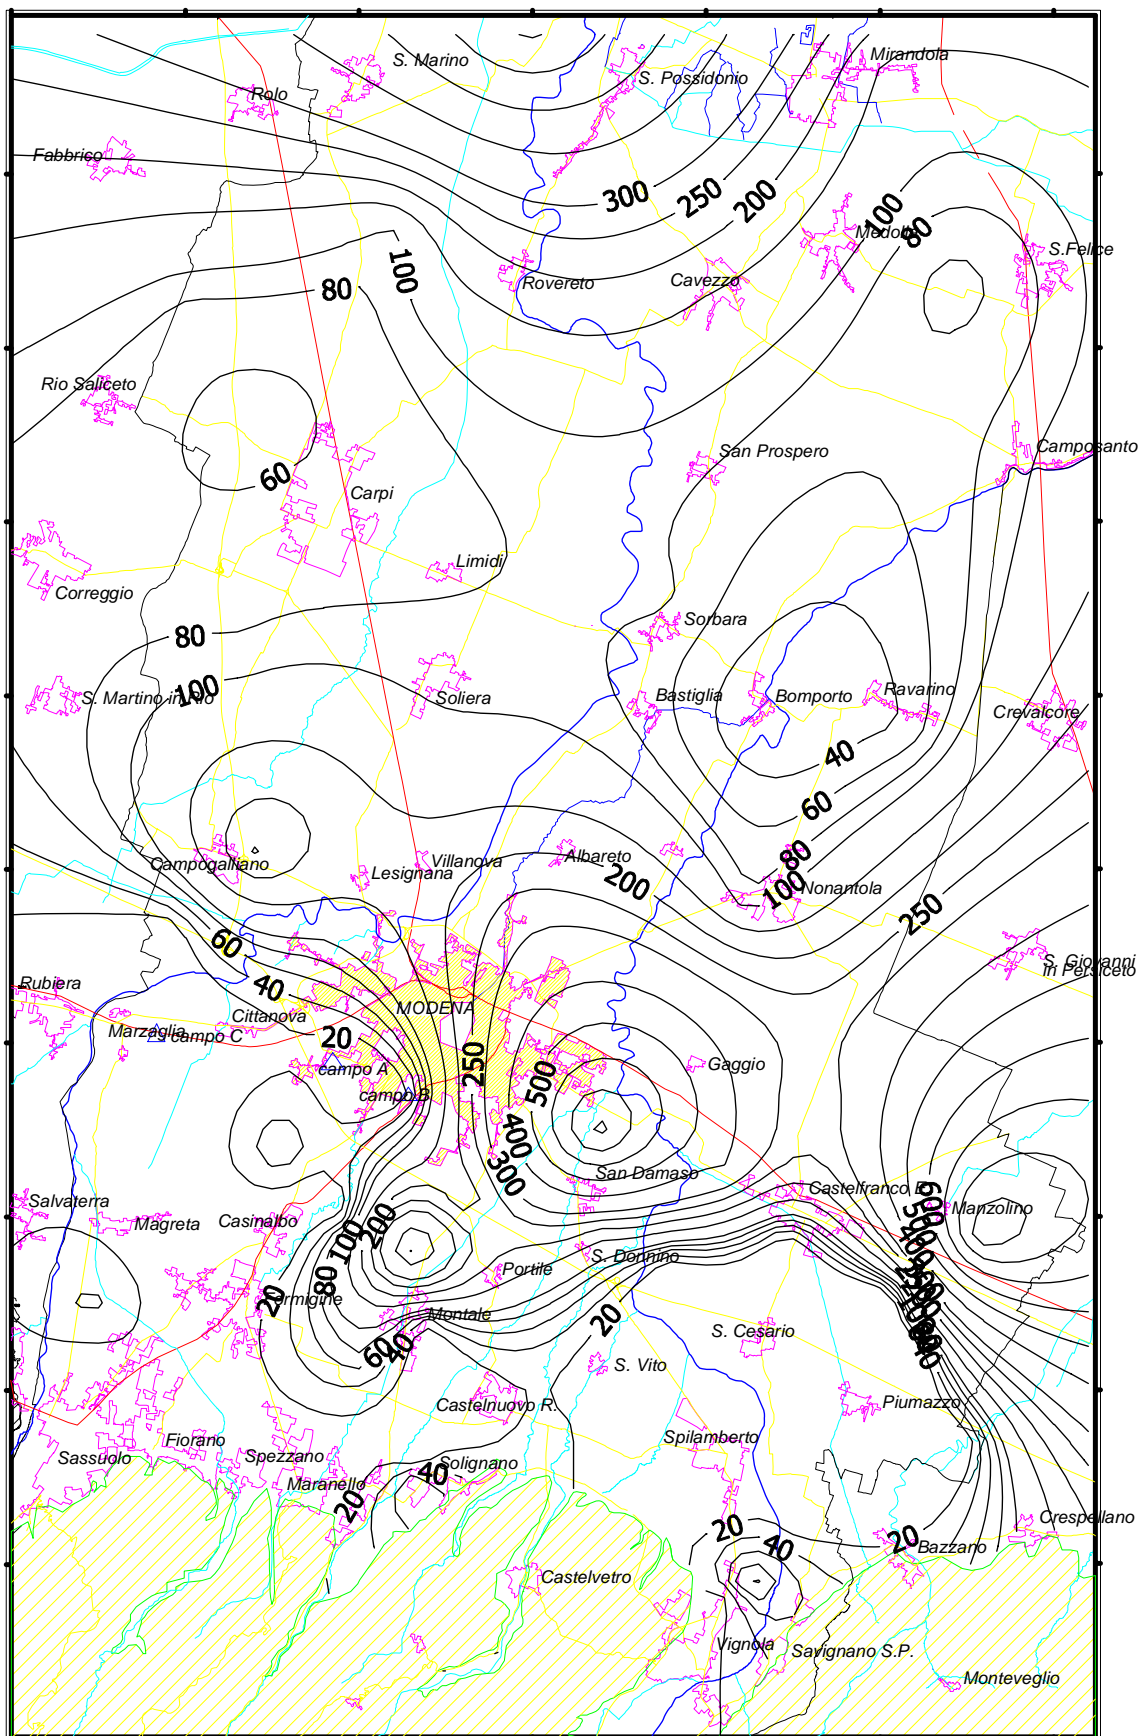 S. Marino
Mirandola
S. Possidonio
Rolo
Fabbrico
300
250
200
100
80
Medolla
S.Felice
100
80
Rovereto
Cavezzo
Rio Saliceto
60
Carpi
San Prospero
Camposanto
Limidi
Correggio
80
Sorbara
100
S. Martino in Rio
Soliera
Bastiglia
Bomporto
Ravarino
Crevalcore
40
60
80
100
Nonantola
Campogalliano
Villanova
Lesignana
Albareto
200
250
60
40
20
Rubiera
Cittanova
MODENA
Marzaglia
campo C
campo A
campo B
250
500
400
300
Gaggio
S. Giovanni
in Persiceto
San Damaso
Castelfranco E.
Manzolino
Salvaterra
Magreta
Casinalbo
200
100
80
20
Formigine
Portile
S. Donnino
Montale
60
40
20
600
500
400
S. Cesario
S. Vito
Castelnuovo R.
Piumazzo
Spilamberto
Sassuolo
Fiorano
Spezzano
Maranello
Solignano
40
20
20
40
20
Bazzano
Crespellano
Castelvetro
Vignola
Savignano S.P.
Monteveglio